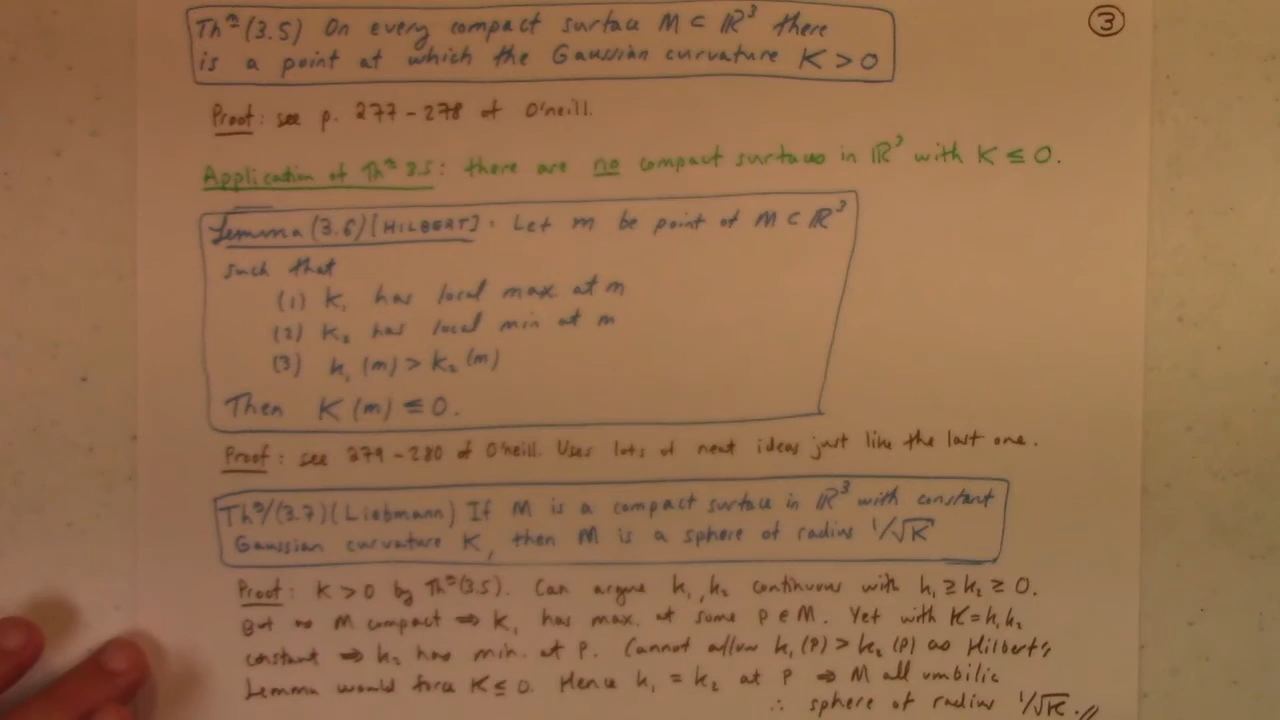 ③
Thᵐ (3.5) On every compact surface M ⊂ ℝ³ there
is a point at which the Gaussian curvature K > 0
Proof: see p. 277-278 of O'neill.
Application of Thᵐ 3.5: there are no compact surfaces in ℝ³ with K ≤ 0.
Lemma (3.6) [HILBERT]: Let m be point of M ⊂ ℝ³
such that
(1) k₁ has local max. at m
(2) k₂ has local min at m
(3) k₁(m) > k₂(m)
Then K(m) ≤ 0.
Proof: see 279-280 of O'neill. Uses lots of neat ideas just like the last one.
Thᵐ/(3.7) (Liebmann) If M is a compact surface in ℝ³ with constant
Gaussian curvature K, then M is a sphere of radius 1/√K
Proof: K > 0 by Thᵐ(3.5). Can argue k₁, k₂ continuous with k₁ ≥ k₂ ≥ 0.
But as M compact ⇒ k₁ has max. at some p ∈ M. Yet with K = k₁k₂
constant ⇒ k₂ has min. at P. Cannot allow k₁(P) > k₂(P) as Hilbert's
Lemma would force K ≤ 0. Hence k₁ = k₂ at P ⇒ M all umbilic
∴ sphere of radius 1/√K. //